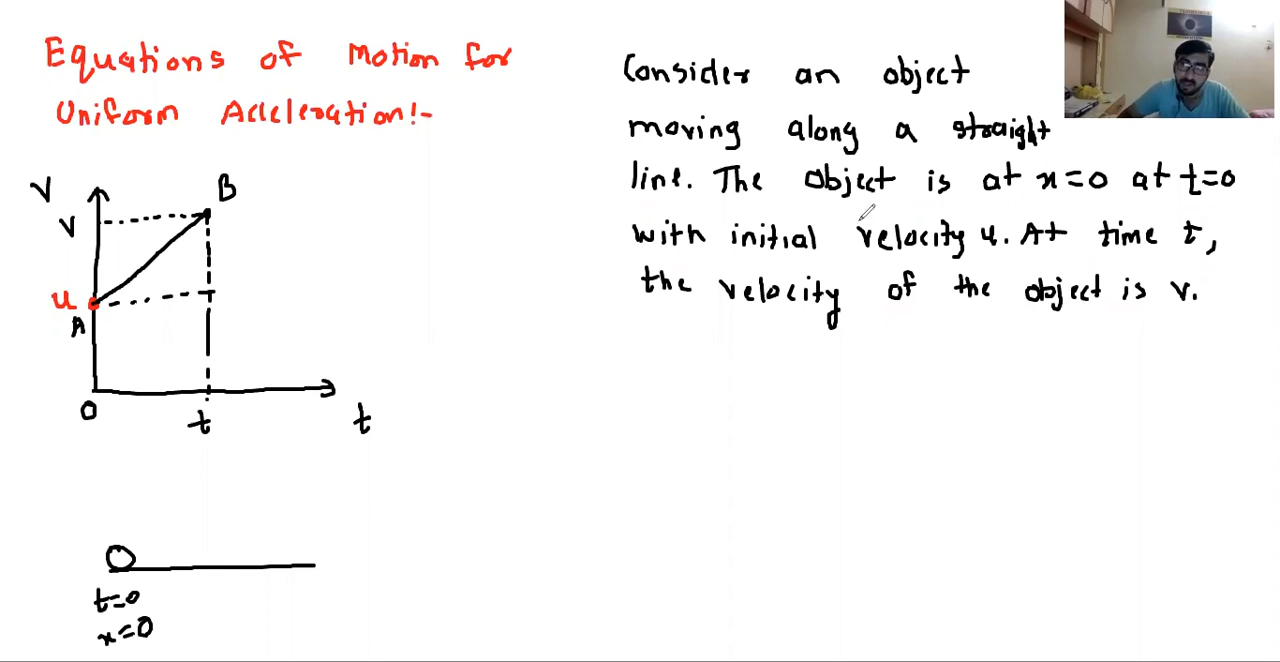 Equations of Motion for
Uniform Acceleration:-
Consider an object
moving along a straight
line. The object is at x=0 at t=0
with initial velocity u. At time t,
the velocity of the object is v.
V
B
v
u
A
O
t
t
t=0
x=0